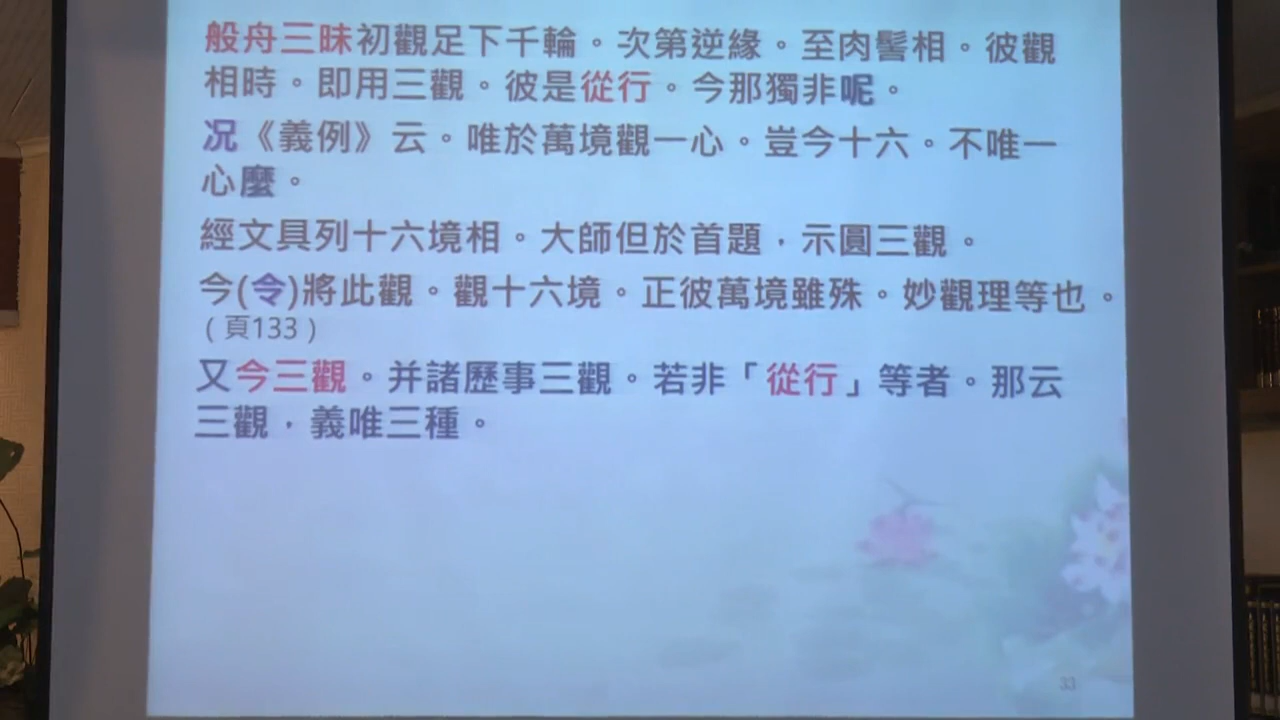 般舟三昧初觀足下千輪。次第逆緣。至肉髻相。彼觀
相時。即用三觀。彼是從行。今那獨非呢。
况《義例》云。唯於萬境觀一心。豈今十六。不唯一
心麼。
經文具列十六境相。大師但於首題，示圓三觀。
今(令)將此觀。觀十六境。正彼萬境雖殊。妙觀理等也。
（頁133）
又今三觀。并諸歷事三觀。若非「從行」等者。那云
三觀，義唯三種。
33